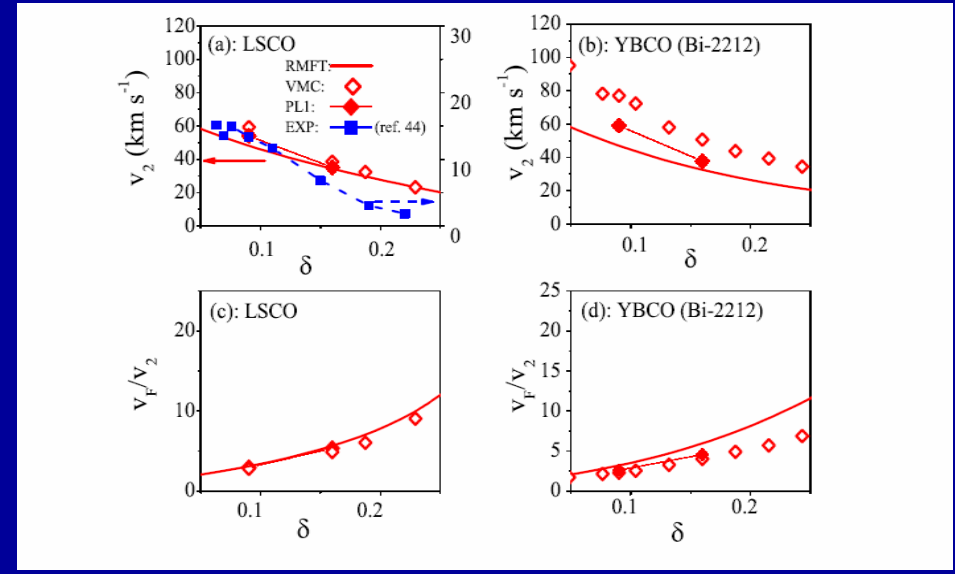 (a): LSCO
RMFT:
VMC:
PL1:
EXP: (ref. 44)
120
100
80
60
40
20
0
v2 (km s-1)
30
20
10
0
0.1 0.2
δ
(b): YBCO (Bi-2212)
120
100
80
60
40
20
0
v2 (km s-1)
0.1 0.2
δ
(c): LSCO
20
10
0
vF/v2
0.1 0.2
δ
(d): YBCO (Bi-2212)
25
20
15
10
5
0
vF/v2
0.1 0.2
δ